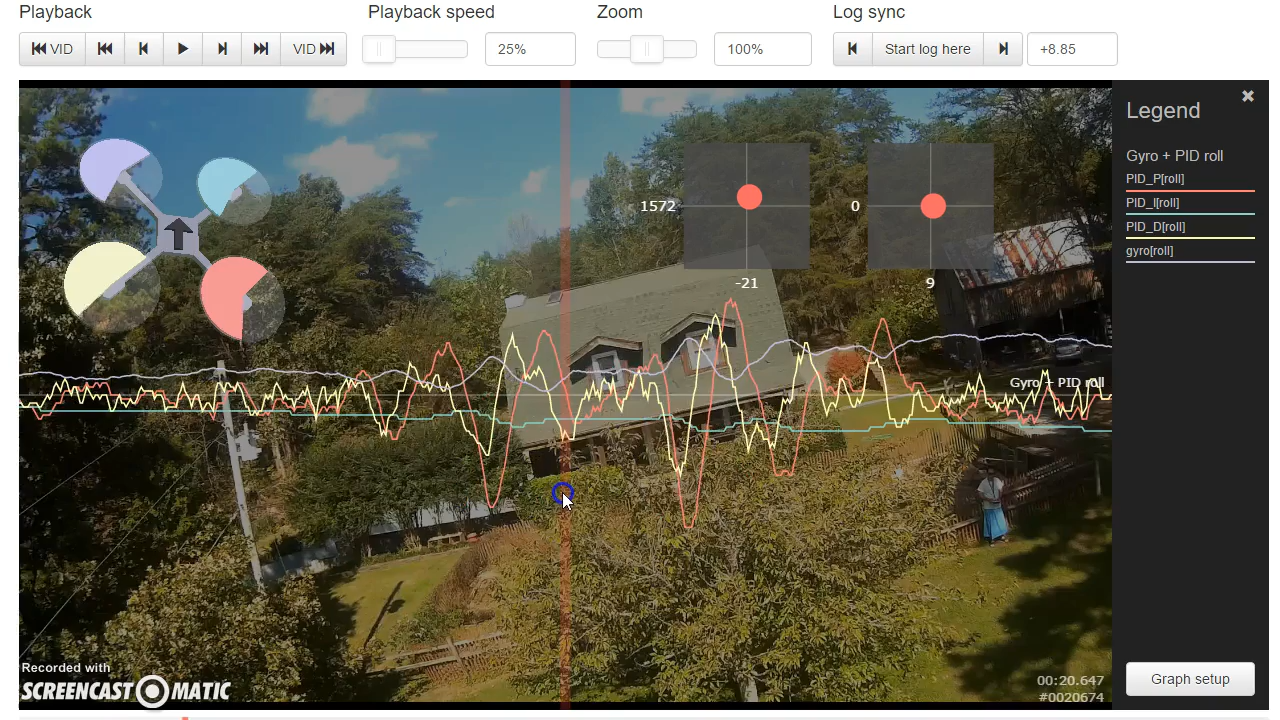 Playback
Playback speed
Zoom
Log sync
VID
VID
25%
100%
Start log here
+8.85
Legend
Gyro + PID roll
PID_P[roll]
PID_I[roll]
PID_D[roll]
gyro[roll]
1572
-21
0
9
Gyro + PID roll
Recorded with
SCREENCAST O MATIC
00:20.647
#0020674
Graph setup